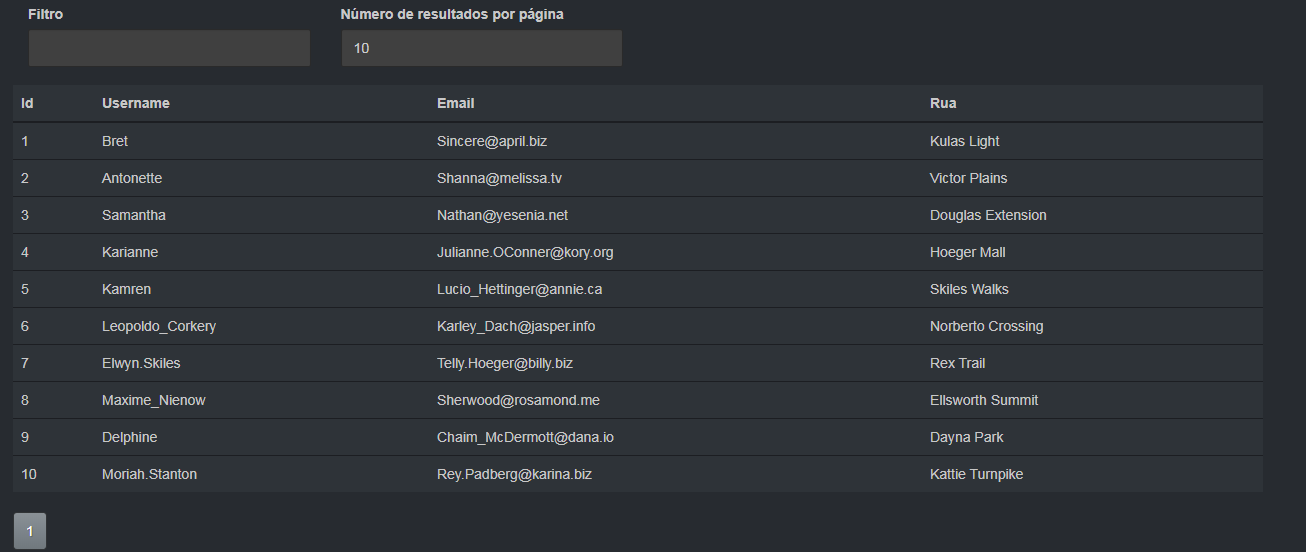 Filtro Número de resultados por página
10
Id Username Email Rua
1 Bret Sincere@april.biz Kulas Light
2 Antonette Shanna@melissa.tv Victor Plains
3 Samantha Nathan@yesenia.net Douglas Extension
4 Karianne Julianne.OConner@kory.org Hoeger Mall
5 Kamren Lucio_Hettinger@annie.ca Skiles Walks
6 Leopoldo_Corkery Karley_Dach@jasper.info Norberto Crossing
7 Elwyn.Skiles Telly.Hoeger@billy.biz Rex Trail
8 Maxime_Nienow Sherwood@rosamond.me Ellsworth Summit
9 Delphine Chaim_McDermott@dana.io Dayna Park
10 Moriah.Stanton Rey.Padberg@karina.biz Kattie Turnpike
1